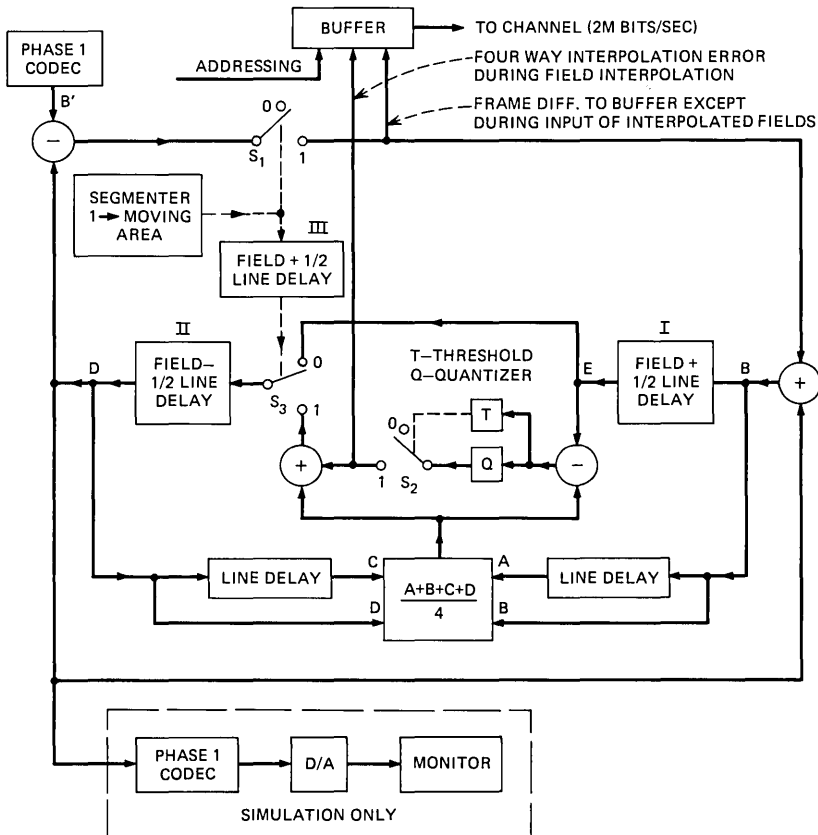 BUFFER
TO CHANNEL (2M BITS/SEC)
PHASE 1
CODEC
ADDRESSING
FOUR WAY INTERPOLATION ERROR
DURING FIELD INTERPOLATION
B'
FRAME DIFF. TO BUFFER EXCEPT
DURING INPUT OF INTERPOLATED FIELDS
0
−
S1
1
SEGMENTER
1→ MOVING
AREA
III
FIELD + 1/2
LINE DELAY
II
I
D
FIELD–
1/2 LINE
DELAY
0
S3
1
T–THRESHOLD
Q–QUANTIZER
E
FIELD +
1/2 LINE
DELAY
B
+
T
0
+
1
S2
Q
−
LINE DELAY
C
A+B+C+D
4
A
LINE DELAY
D
B
PHASE 1
CODEC
D/A
MONITOR
SIMULATION ONLY